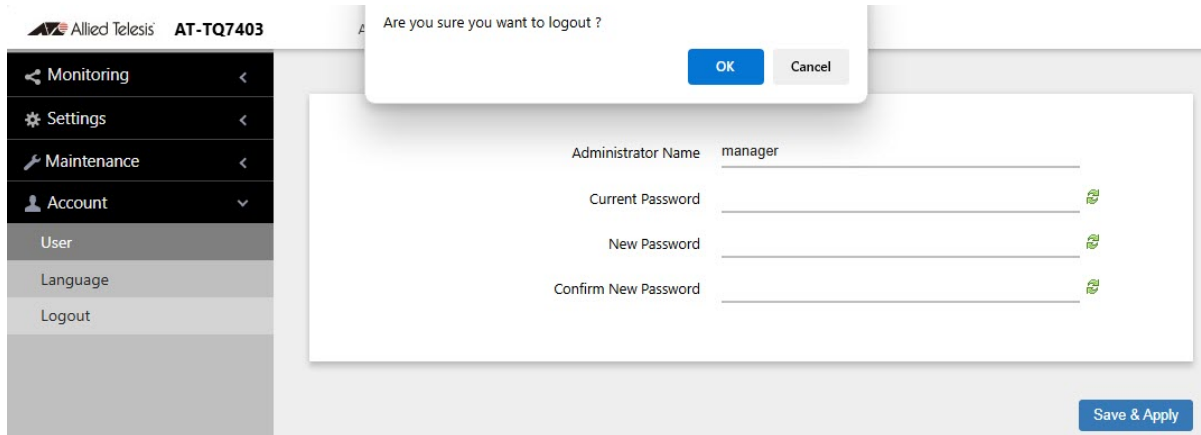 Allied Telesis AT-TQ7403
A
Are you sure you want to logout ?
OK Cancel
Monitoring
Settings
Maintenance
Account
User
Language
Logout
Administrator Name manager
Current Password
New Password
Confirm New Password
Save & Apply